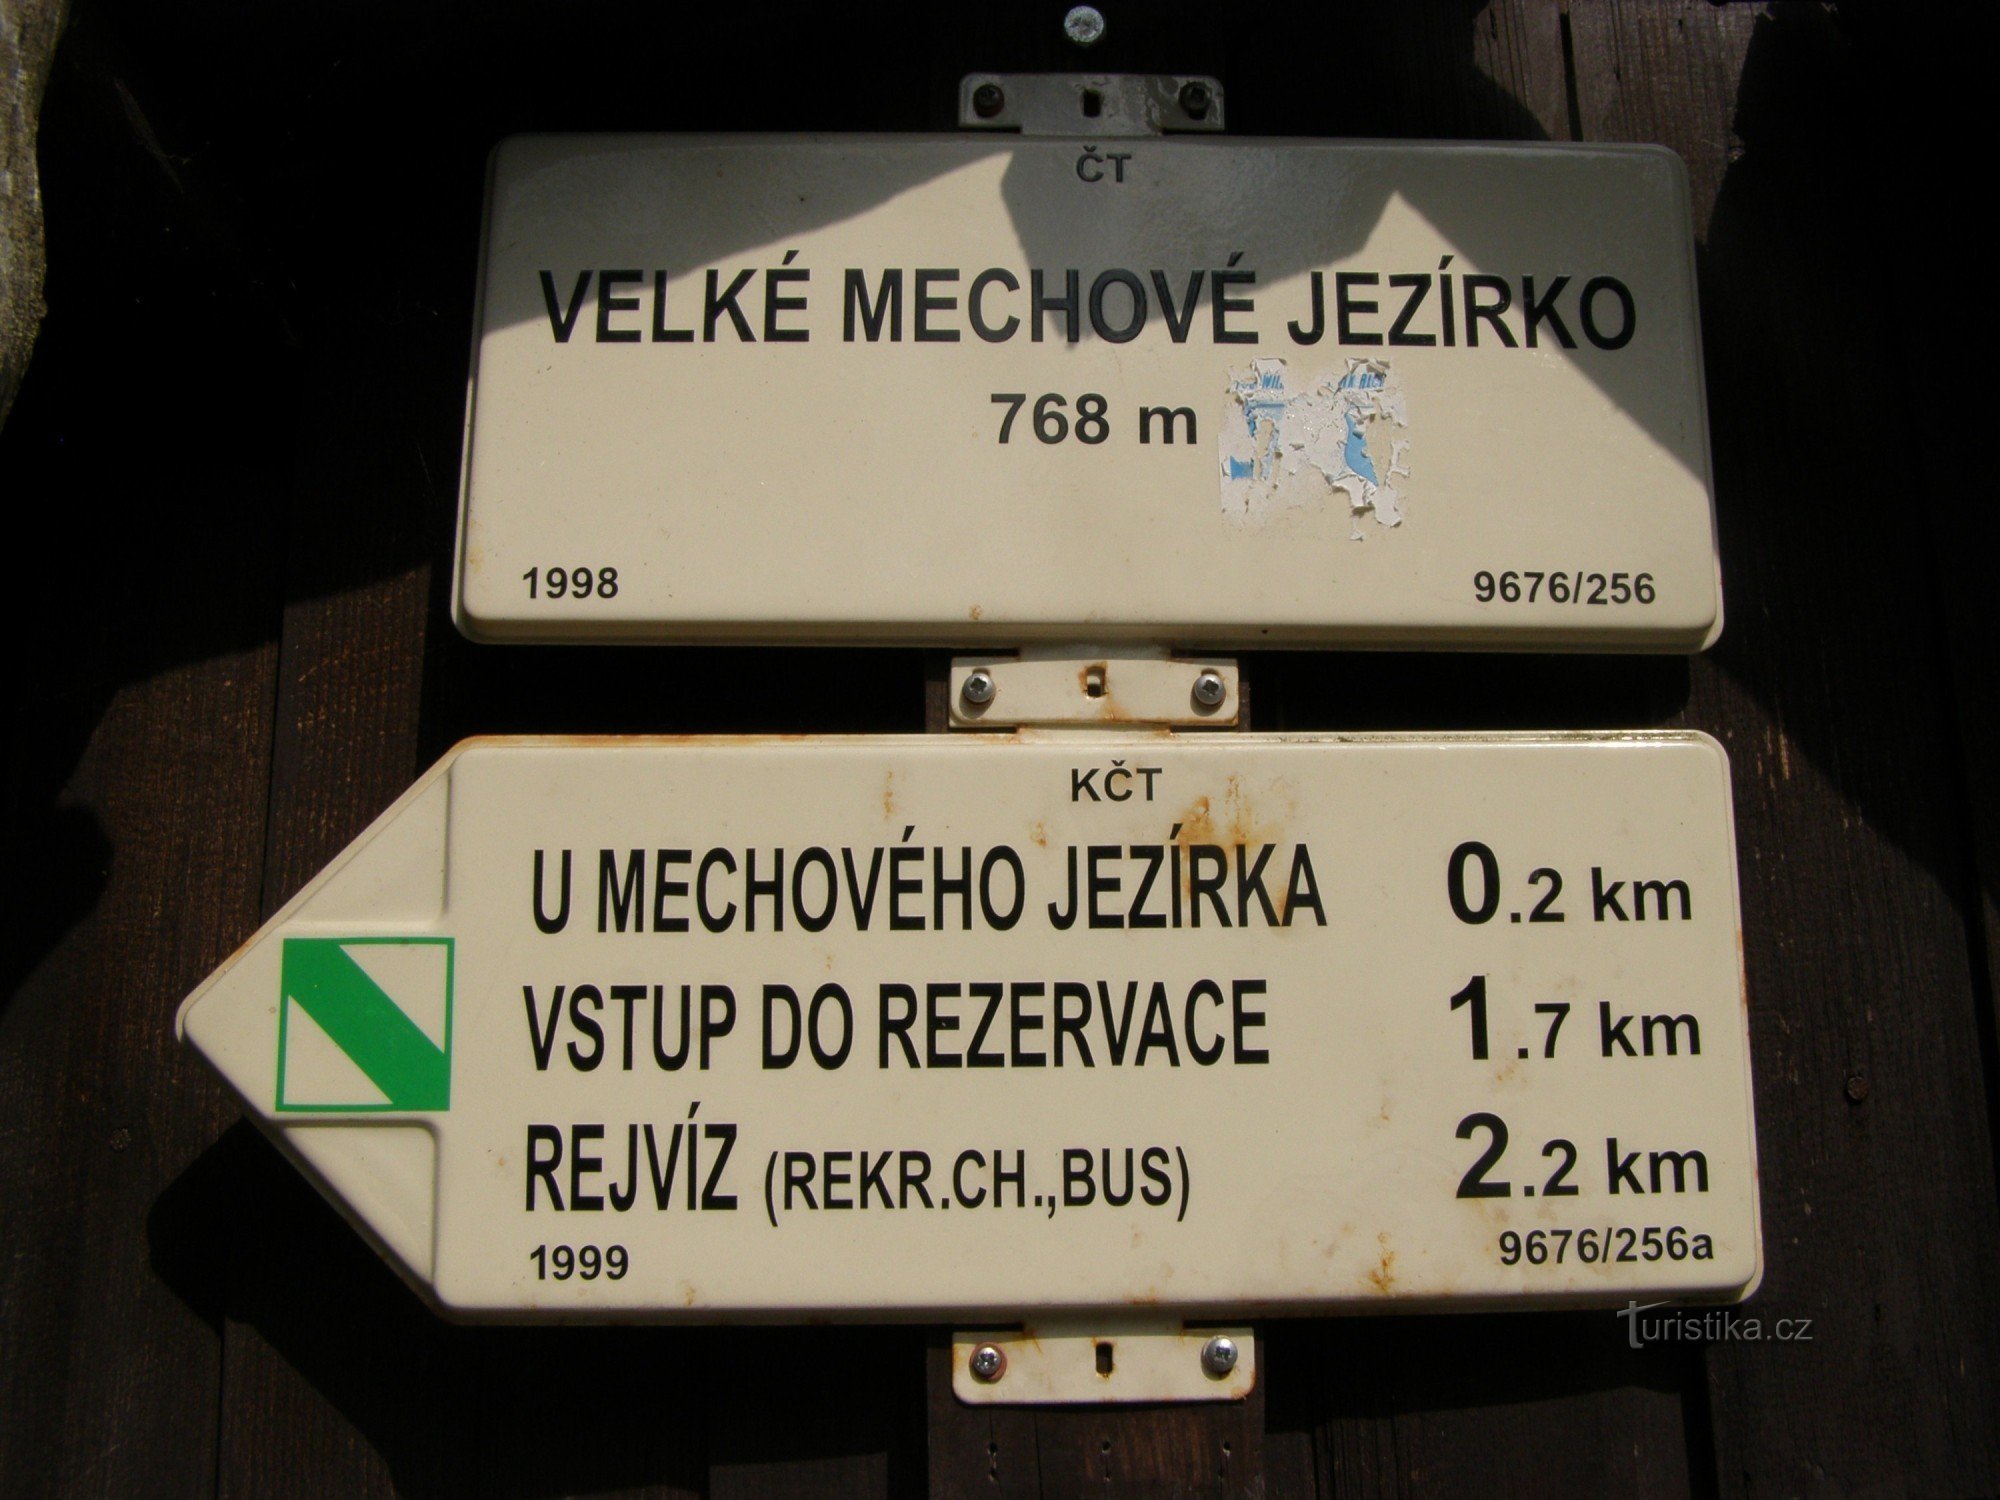 ČT
VELKÉ MECHOVÉ JEZÍRKO
768 m
1998 9676/256
KČT
U MECHOVÉHO JEZÍRKA 0.2 km
VSTUP DO REZERVACE 1.7 km
REJVÍZ (REKR.CH.,BUS) 2.2 km
1999 9676/256a
Turistika.cz